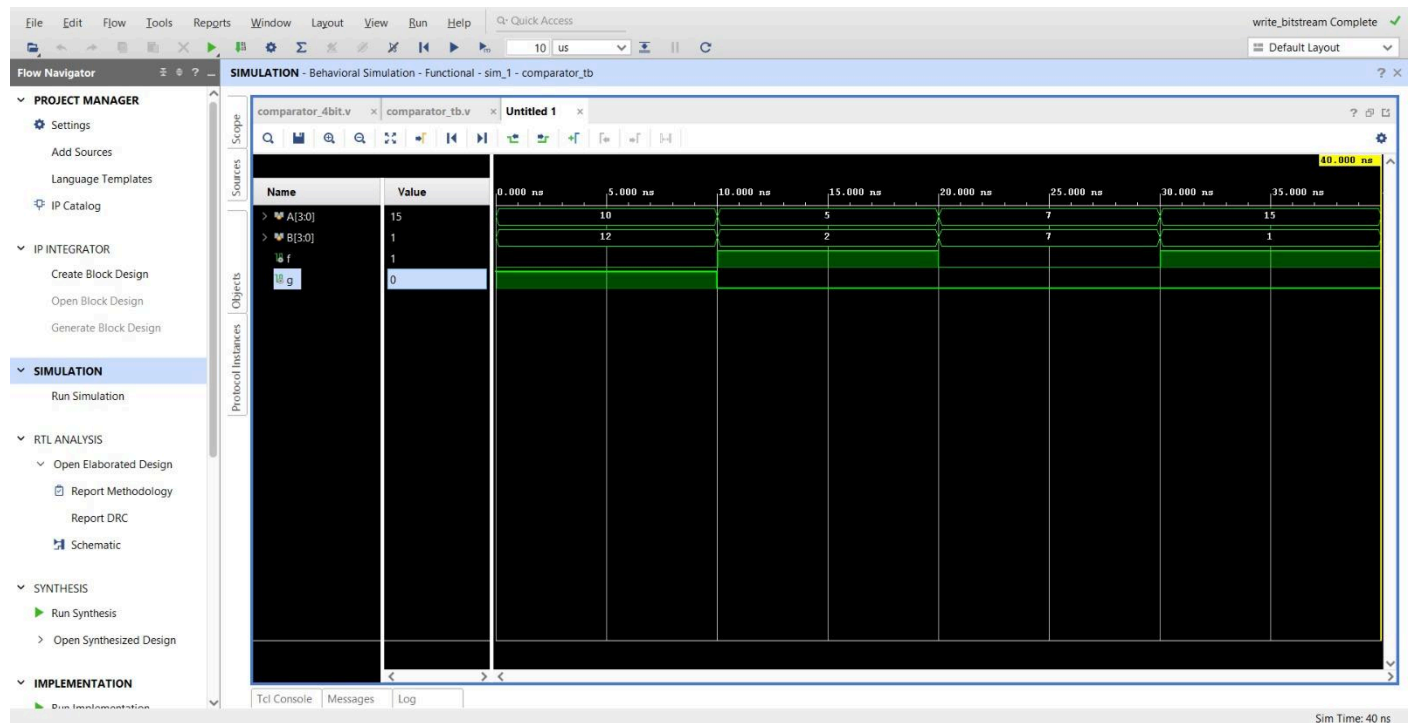 File Edit Flow Tools Reports Window Layout View Run Help Q- Quick Access write_bitstream Complete
10 us Default Layout
Flow Navigator ? SIMULATION - Behavioral Simulation - Functional - sim_1 - comparator_tb ?
PROJECT MANAGER
Settings
Add Sources
Language Templates
IP Catalog
IP INTEGRATOR
Create Block Design
Open Block Design
Generate Block Design
SIMULATION
Run Simulation
RTL ANALYSIS
Open Elaborated Design
Report Methodology
Report DRC
Schematic
SYNTHESIS
Run Synthesis
Open Synthesized Design
IMPLEMENTATION
Run Implementation
Scope
Sources
Objects
Protocol Instances
comparator_4bit.v × comparator_tb.v × Untitled 1 × ?
40.000 ns
Name Value 0.000 ns 5.000 ns 10.000 ns 15.000 ns 20.000 ns 25.000 ns 30.000 ns 35.000 ns
A[3:0] 15 10 5 7 15
B[3:0] 1 12 2 7 1
f 1
g 0
Tcl Console Messages Log
Sim Time: 40 ns